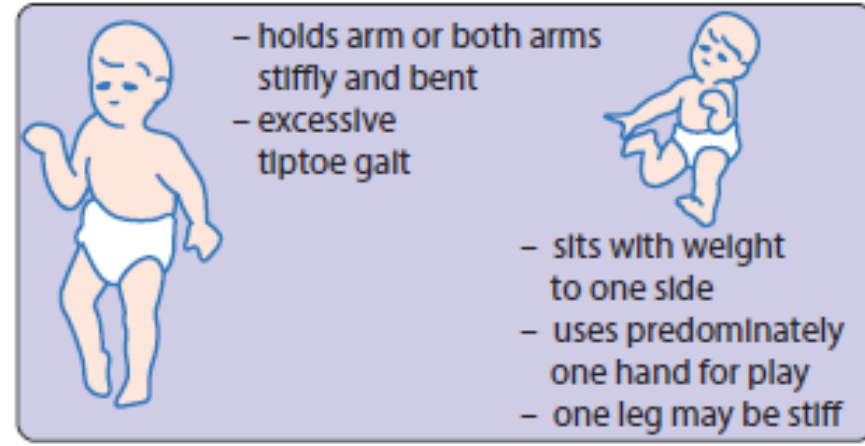 – holds arm or both arms
stiffly and bent
– excessive
tiptoe gait
– sits with weight
to one side
– uses predominately
one hand for play
– one leg may be stiff